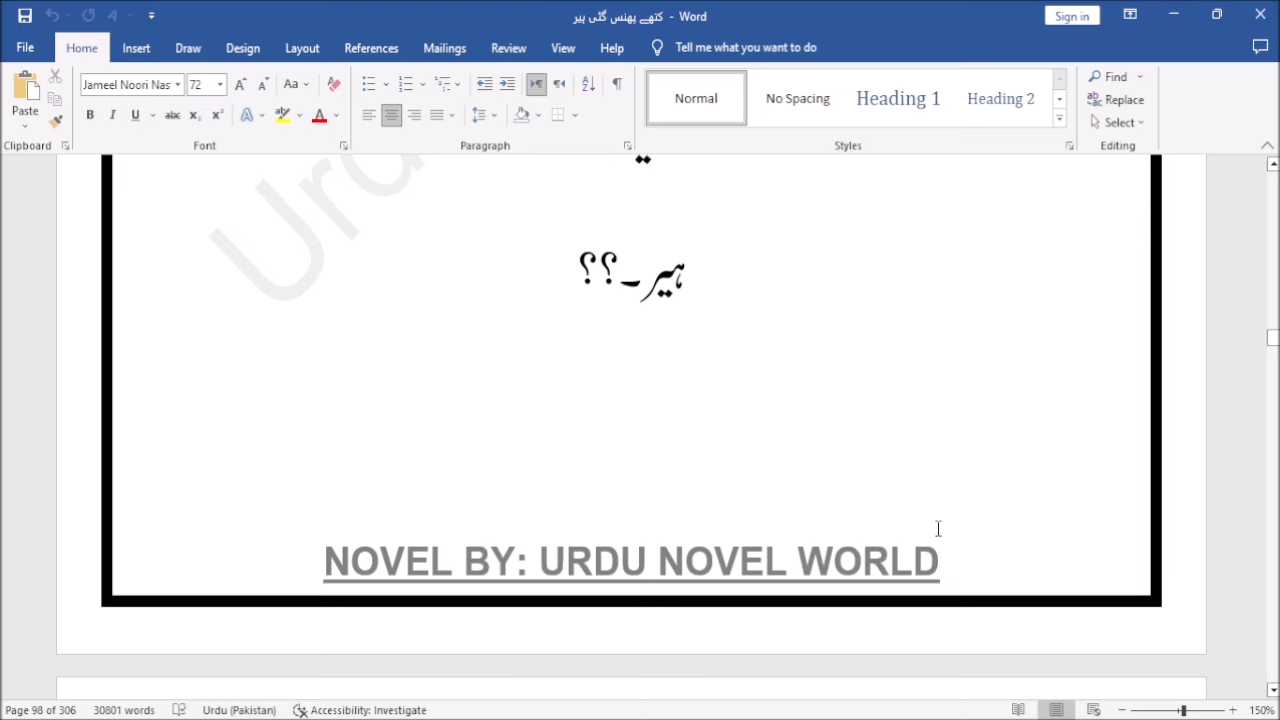 کتھے پھنس گئی ہیر - Word
Sign in
File Home Insert Draw Design Layout References Mailings Review View Help Tell me what you want to do
Paste
Jameel Noori Nas 72
Normal
No Spacing
Heading 1
Heading 2
Find
Replace
Select
Clipboard Font Paragraph Styles Editing
Urd
ہیر۔؟؟
NOVEL BY: URDU NOVEL WORLD
Page 98 of 306 30801 words Urdu (Pakistan) Accessibility: Investigate 150%